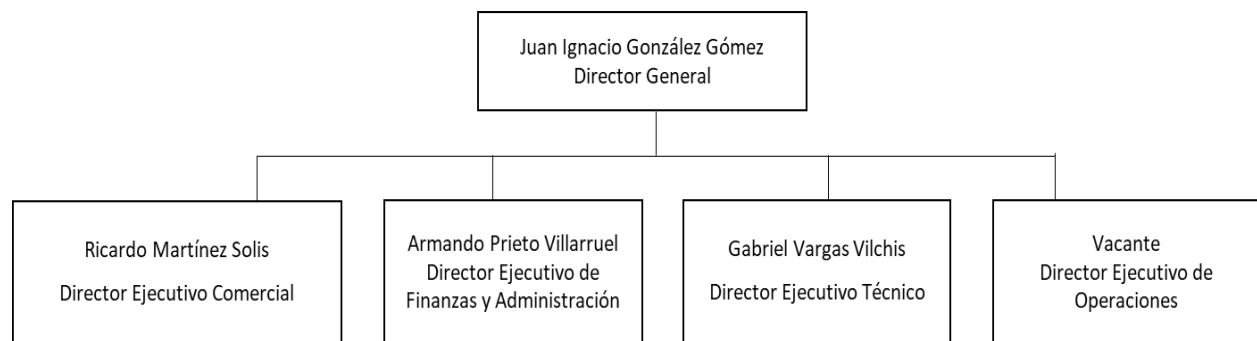 Juan Ignacio González Gómez
Director General
Ricardo Martínez Solis
Director Ejecutivo Comercial
Armando Prieto Villarruel
Director Ejecutivo de
Finanzas y Administración
Gabriel Vargas Vilchis
Director Ejecutivo Técnico
Vacante
Director Ejecutivo de
Operaciones